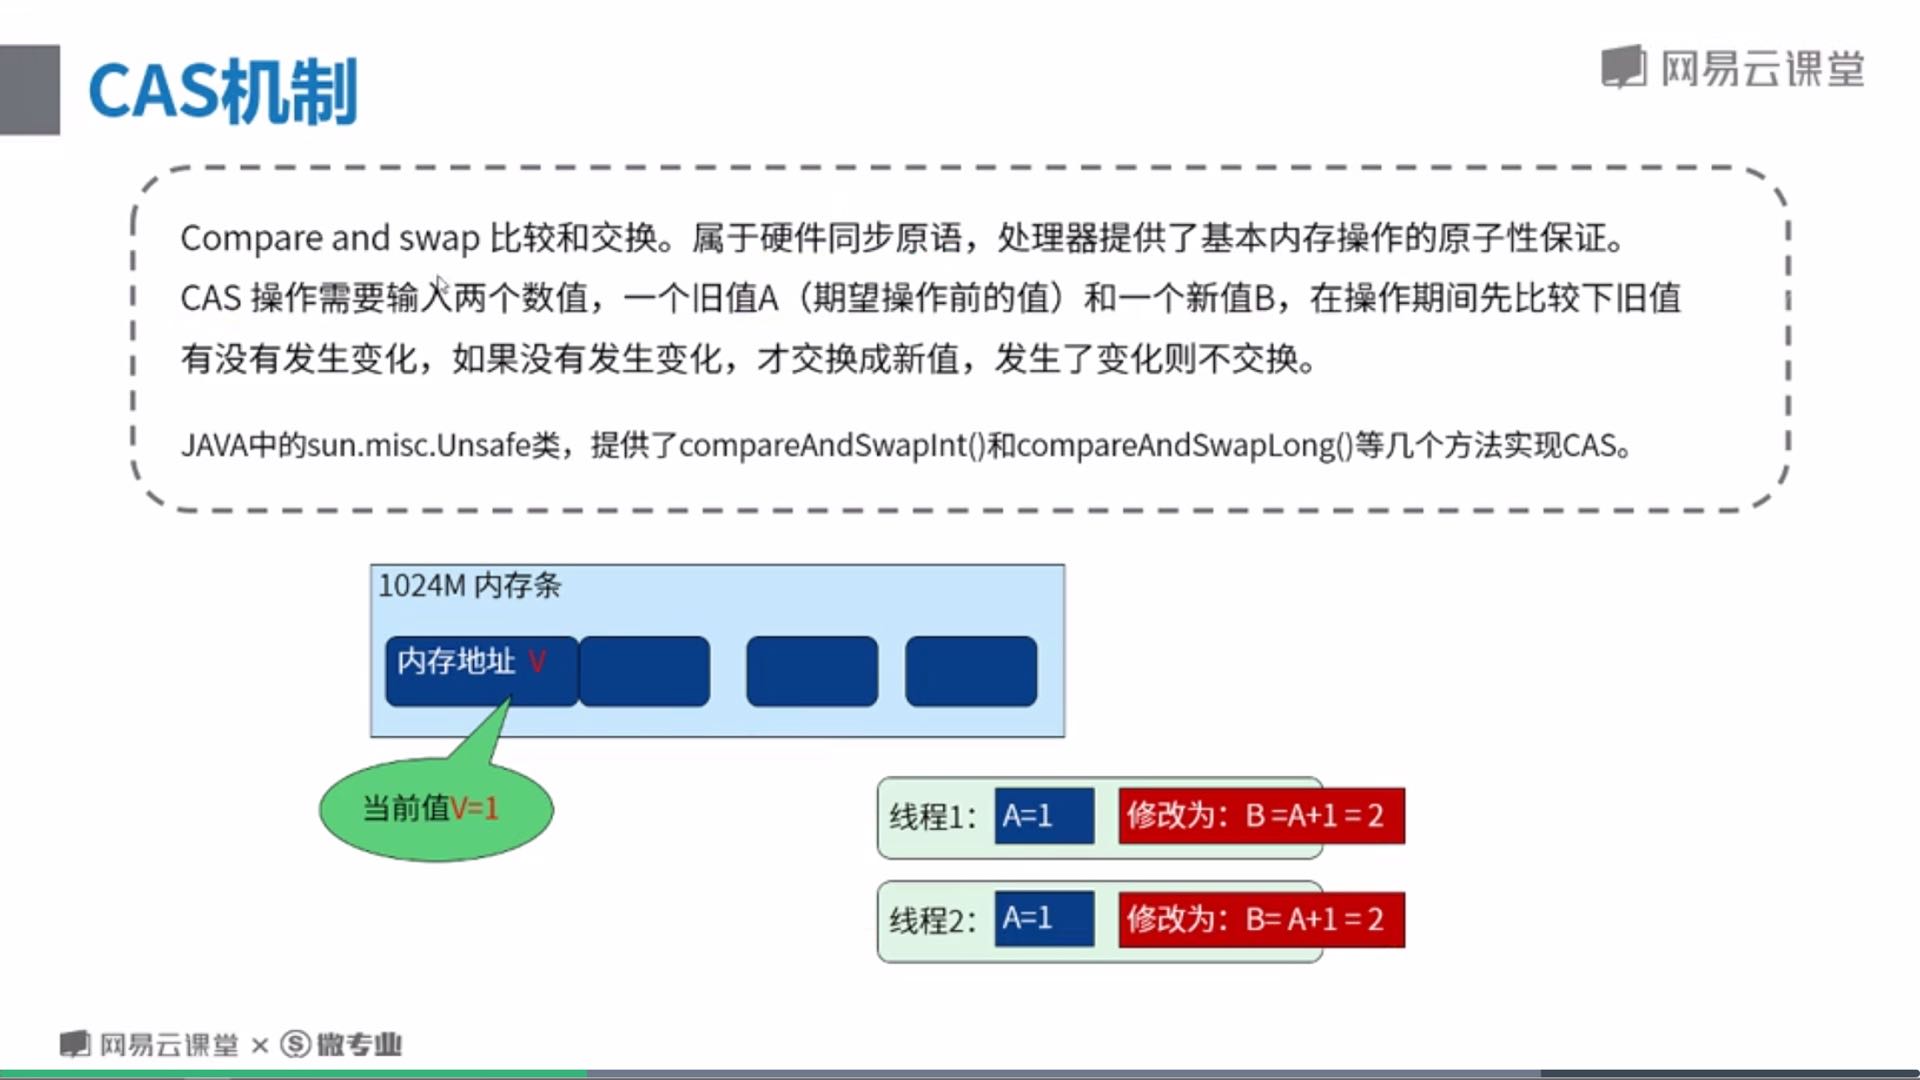 CAS机制
网易云课堂
Compare and swap 比较和交换。属于硬件同步原语，处理器提供了基本内存操作的原子性保证。
CAS 操作需要输入两个数值，一个旧值A（期望操作前的值）和一个新值B，在操作期间先比较下旧值
有没有发生变化，如果没有发生变化，才交换成新值，发生了变化则不交换。
JAVA中的sun.misc.Unsafe类，提供了compareAndSwapInt()和compareAndSwapLong()等几个方法实现CAS。
1024M 内存条
内存地址 V
当前值V=1
线程1： A=1 修改为：B =A+1 = 2
线程2： A=1 修改为：B= A+1 = 2
网易云课堂 × S 微专业